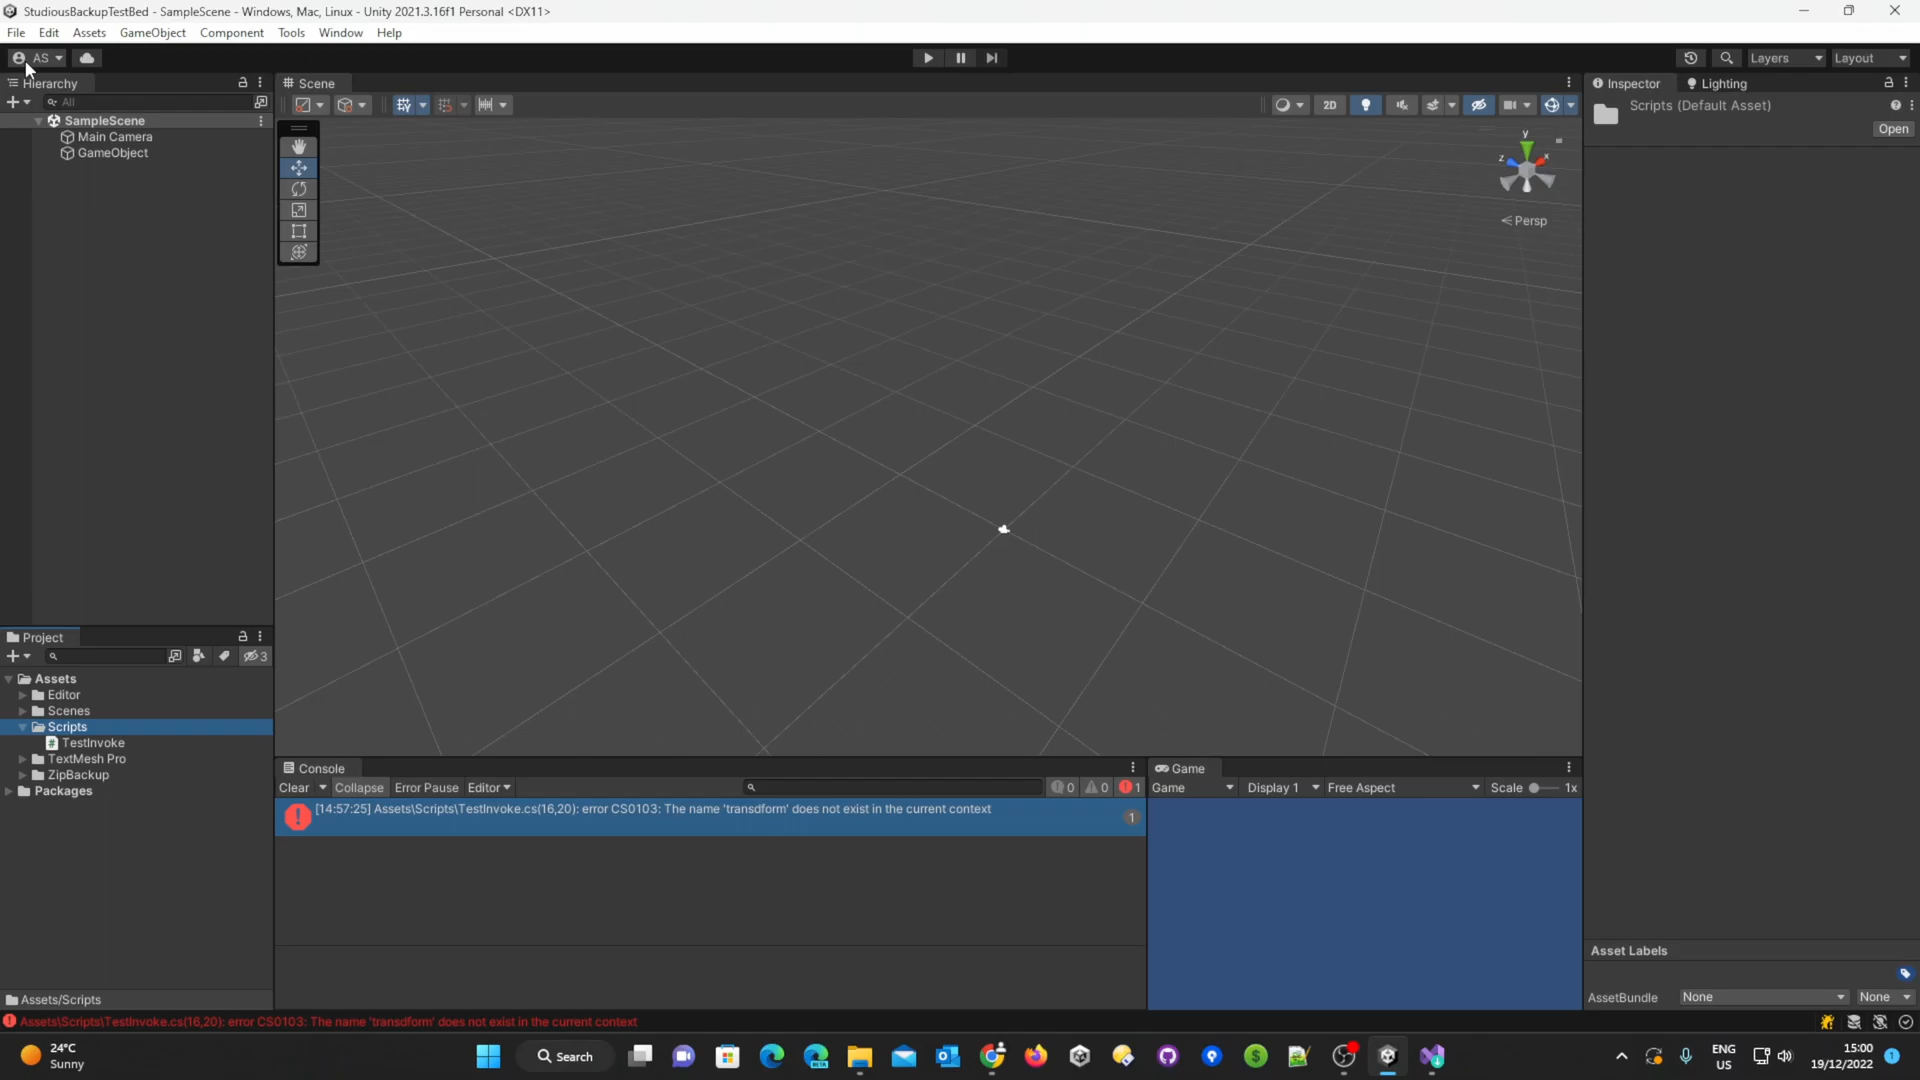 StudiousBackupTestBed - SampleScene - Windows, Mac, Linux - Unity 2021.3.16f1 Personal <DX11>
File Edit Assets GameObject Component Tools Window Help
AS Layers Layout
Hierarchy Scene Inspector Lighting
All 2D Scripts (Default Asset)
Open
SampleScene
Main Camera
GameObject
y
z x
Persp
Project
3
Assets
Editor
Scenes
Scripts
TestInvoke
TextMesh Pro
ZipBackup
Packages
Console Game
Clear Collapse Error Pause Editor 0 0 1 Game Display 1 Free Aspect Scale 1x
[14:57:25] Assets\Scripts\TestInvoke.cs(16,20): error CS0103: The name 'transdform' does not exist in the current context
1
Asset Labels
AssetBundle None None
Assets/Scripts
Assets\Scripts\TestInvoke.cs(16,20): error CS0103: The name 'transdform' does not exist in the current context
24°C
Sunny
Search
BETA
ENG
US
15:00
19/12/2022
1